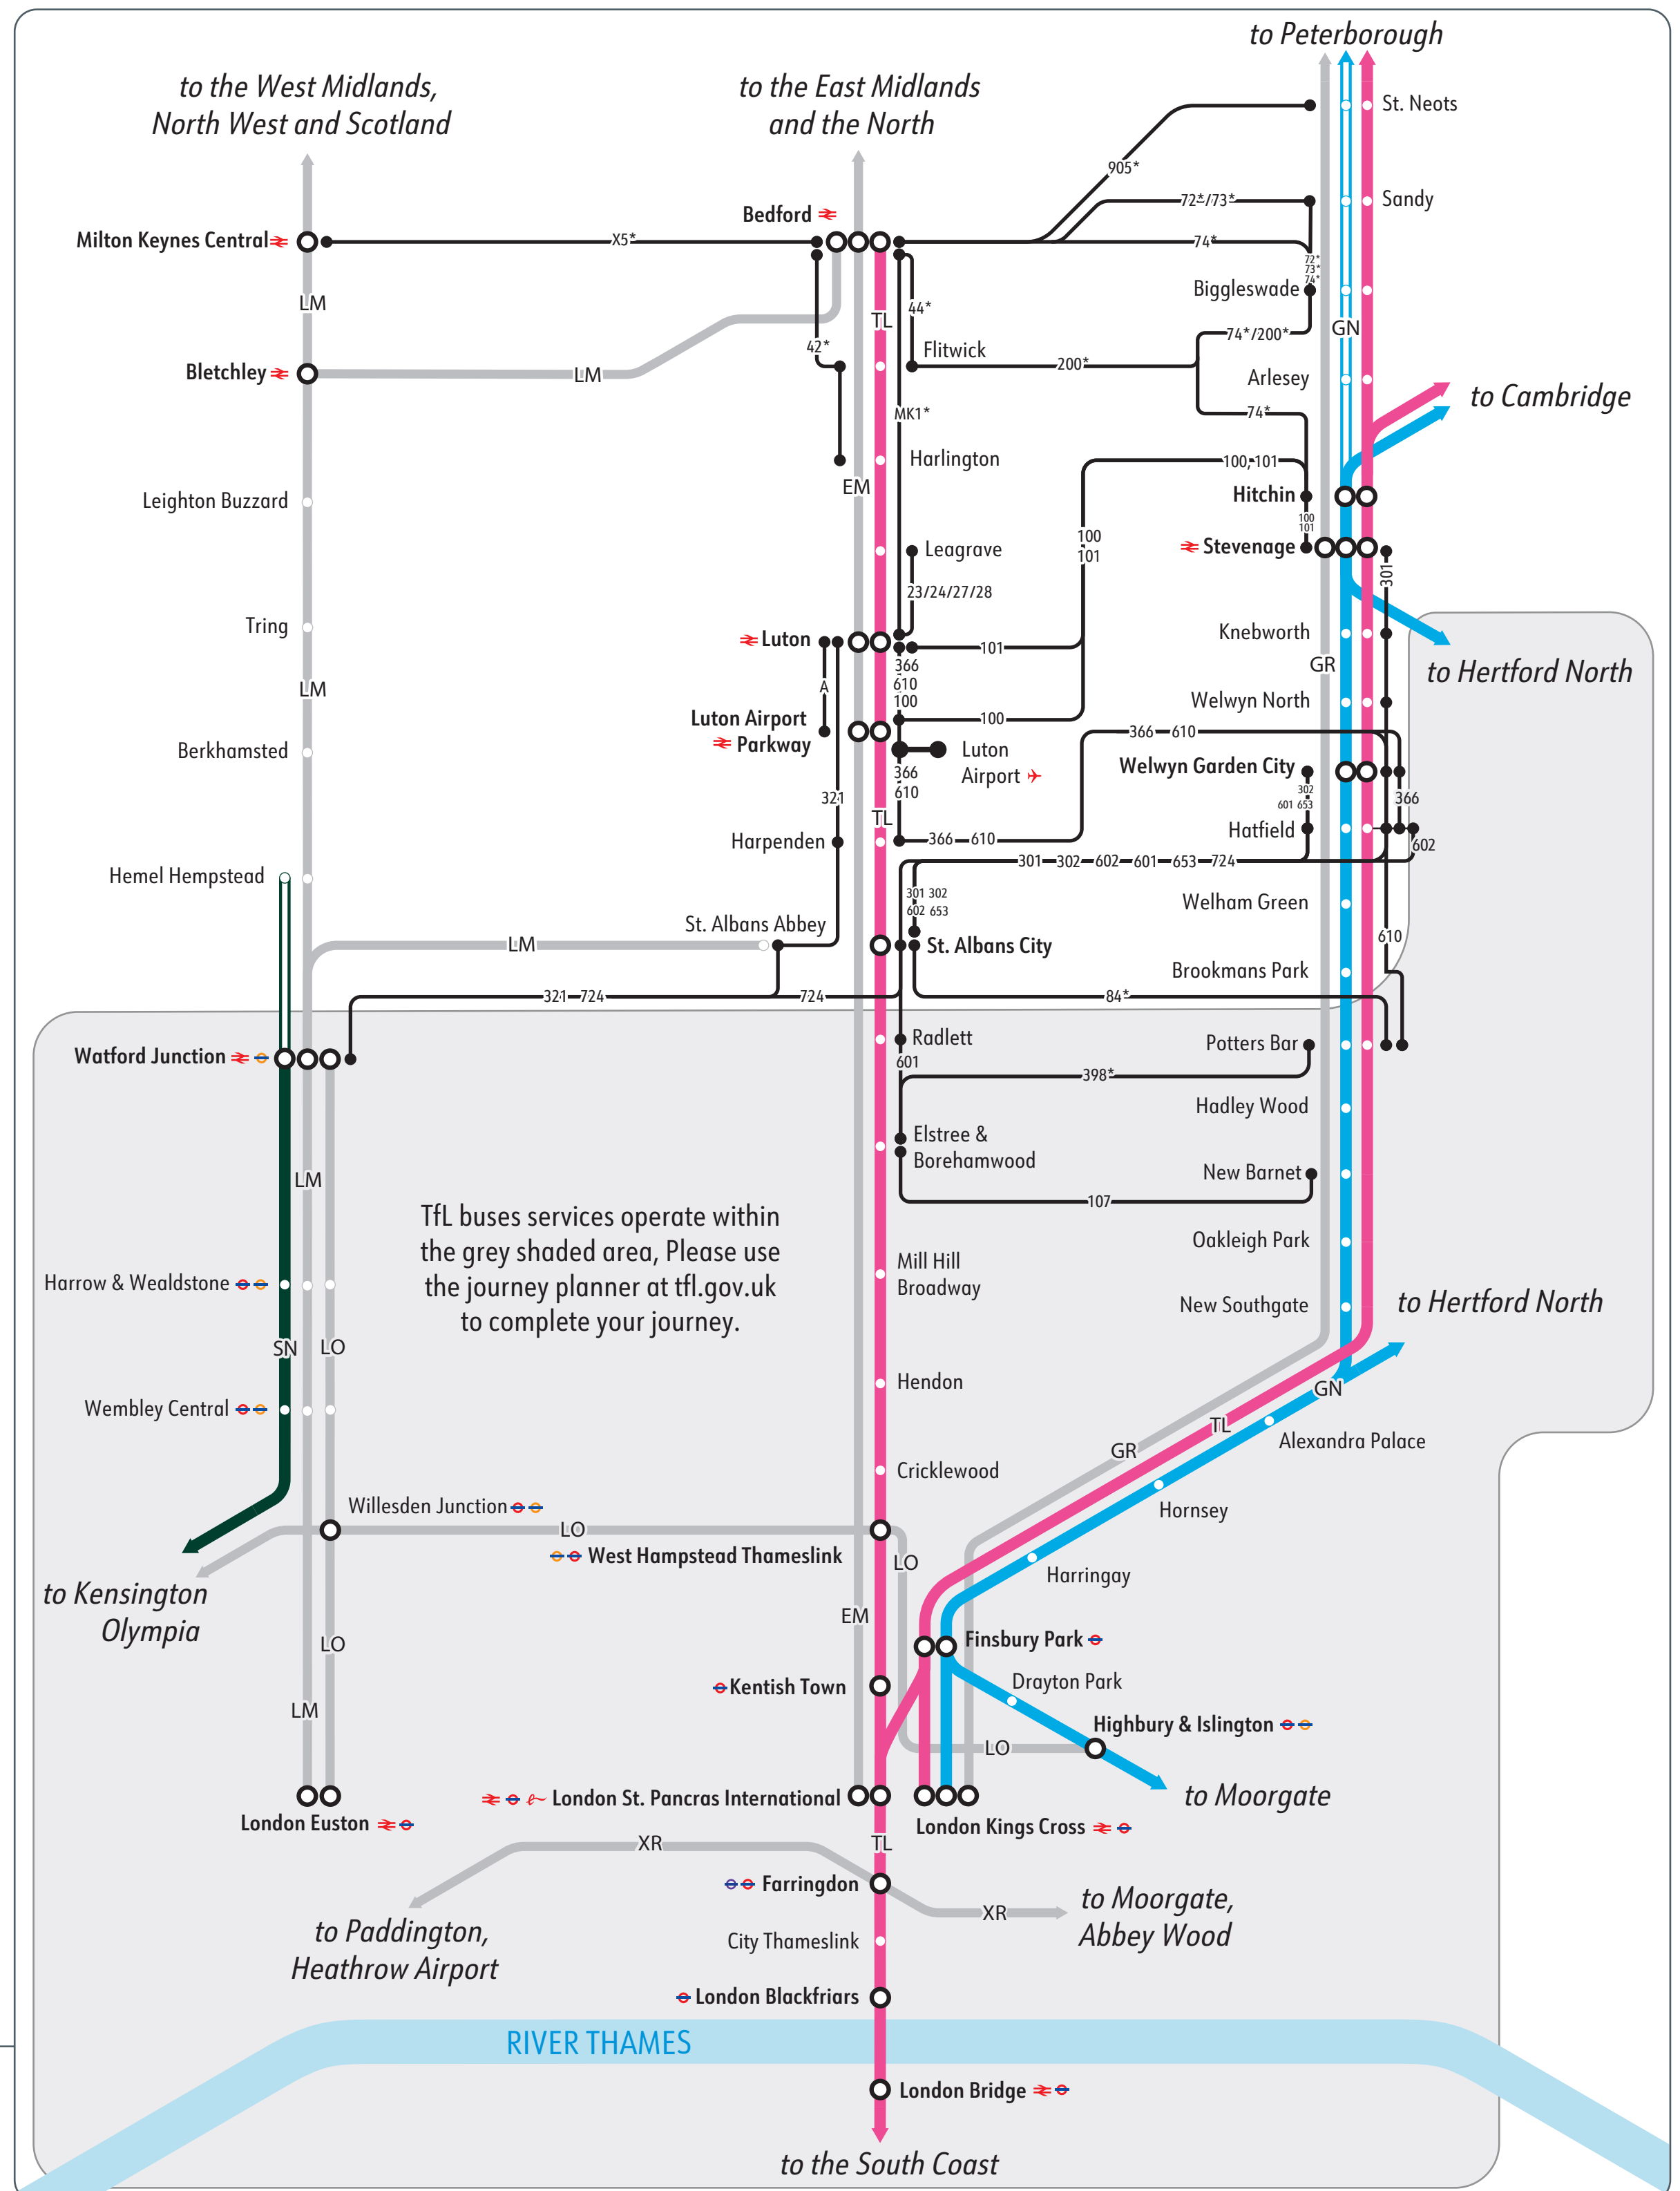 to Peterborough
to the West Midlands,
North West and Scotland
to the East Midlands
and the North
St. Neots
905*
Sandy
72*/73*
Bedford
Milton Keynes Central
X5*
74*
72*
73*
74*
Biggleswade
LM
44*
TL
GN
74*/200*
42*
Flitwick
200*
Bletchley
LM
Arlesey
to Cambridge
MK1*
74*
Harlington
100,101
EM
Hitchin
Leighton Buzzard
100
101
100
101
Leagrave
Stevenage
301
23/24/27/28
Tring
Knebworth
Luton
101
366
610
100
GR
to Hertford North
LM
A
Welwyn North
Luton Airport
Parkway
100
366 610
Berkhamsted
Luton
Airport
366
610
Welwyn Garden City
302
601 653
366
321
TL
Harpenden
366 610
Hatfield
602
301 302 602 601 653 724
Hemel Hempstead
301 302
602 653
Welham Green
St. Albans Abbey
LM
St. Albans City
610
Brookmans Park
321 724
724
84*
Watford Junction
Radlett
Potters Bar
601
398*
Hadley Wood
Elstree &
Borehamwood
LM
New Barnet
107
TfL buses services operate within
the grey shaded area, Please use
the journey planner at tfl.gov.uk
to complete your journey.
Oakleigh Park
Mill Hill
Broadway
Harrow & Wealdstone
New Southgate
to Hertford North
SN
LO
Hendon
GN
Wembley Central
TL
Alexandra Palace
GR
Cricklewood
Willesden Junction
Hornsey
LO
West Hampstead Thameslink
LO
Harringay
to Kensington
Olympia
EM
LO
Finsbury Park
Kentish Town
Drayton Park
LM
Highbury & Islington
LO
London St. Pancras International
to Moorgate
London Euston
London Kings Cross
XR
TL
Farringdon
to Moorgate,
Abbey Wood
XR
to Paddington,
Heathrow Airport
City Thameslink
London Blackfriars
RIVER THAMES
London Bridge
to the South Coast